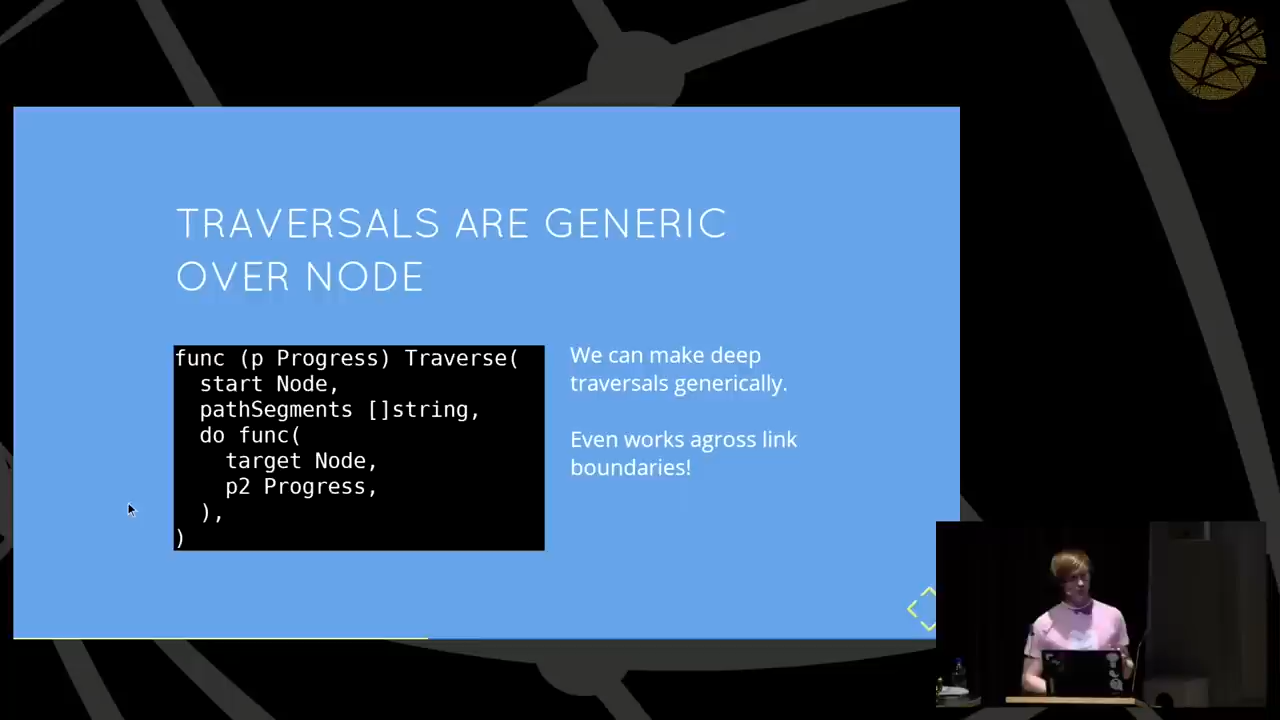 TRAVERSALS ARE GENERIC
OVER NODE
func (p Progress) Traverse(
  start Node,
  pathSegments []string,
  do func(
    target Node,
    p2 Progress,
  ),
)
We can make deep
traversals generically.
Even works agross link
boundaries!